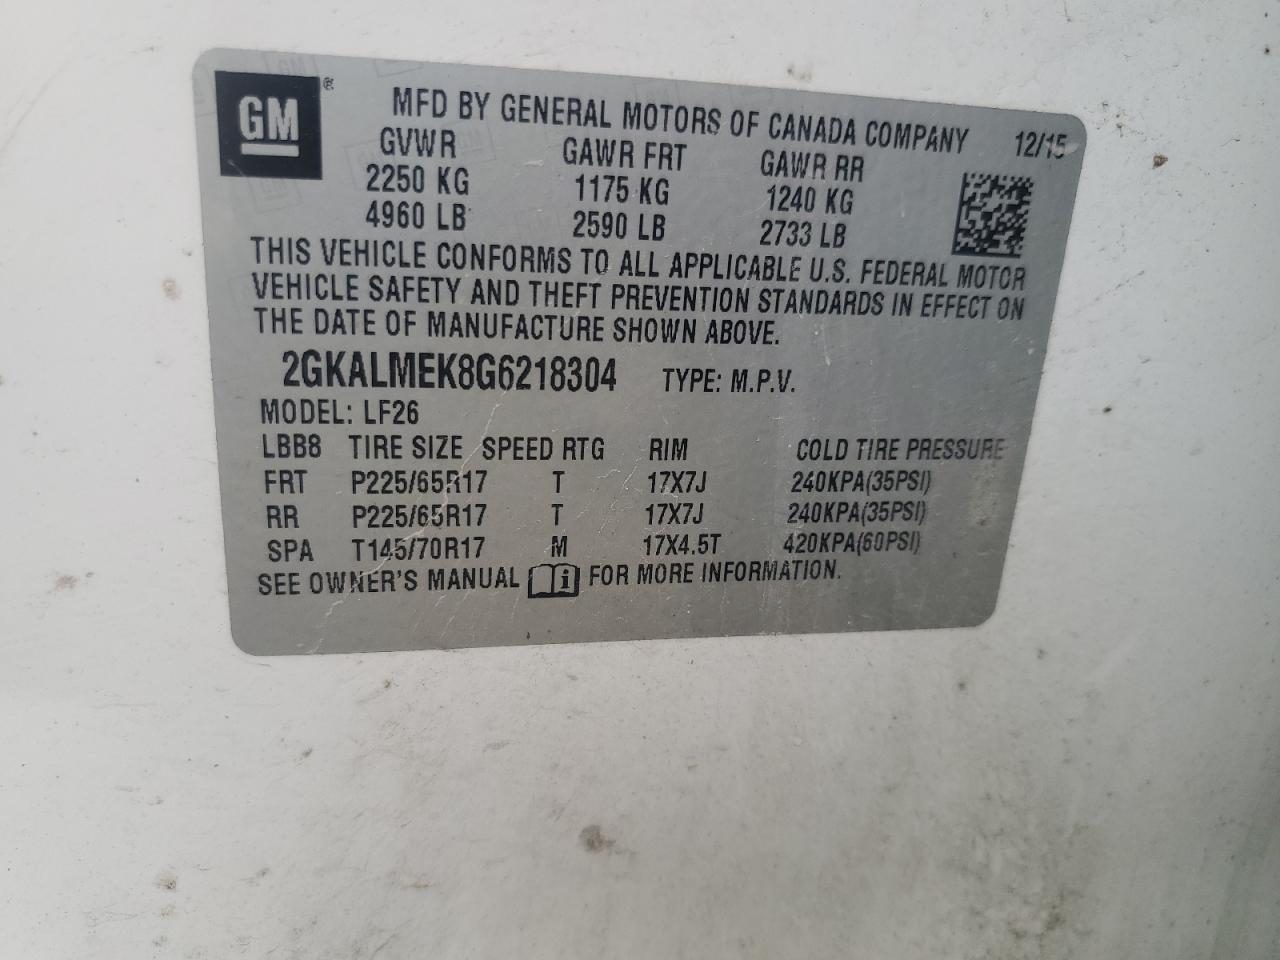 GM ®
MFD BY GENERAL MOTORS OF CANADA COMPANY 12/15
GVWR GAWR FRT GAWR RR
2250 KG 1175 KG 1240 KG
4960 LB 2590 LB 2733 LB
THIS VEHICLE CONFORMS TO ALL APPLICABLE U.S. FEDERAL MOTOR
VEHICLE SAFETY AND THEFT PREVENTION STANDARDS IN EFFECT ON
THE DATE OF MANUFACTURE SHOWN ABOVE.
2GKALMEK8G6218304 TYPE: M.P.V.
MODEL: LF26
LBB8 TIRE SIZE SPEED RTG RIM COLD TIRE PRESSURE
FRT P225/65R17 T 17X7J 240KPA(35PSI)
RR P225/65R17 T 17X7J 240KPA(35PSI)
SPA T145/70R17 M 17X4.5T 420KPA(60PSI)
SEE OWNER'S MANUAL i FOR MORE INFORMATION.